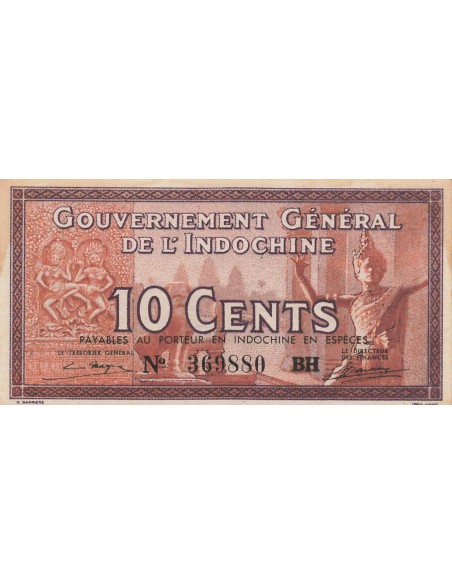 GOUVERNEMENT GÉNÉRAL
DE L'INDOCHINE
10 CENTS
PAYABLES AU PORTEUR EN INDOCHINE EN ESPÈCES
LE TRÉSORIER GÉNÉRAL
LE DIRECTEUR
DES FINANCES
No 369880 BH